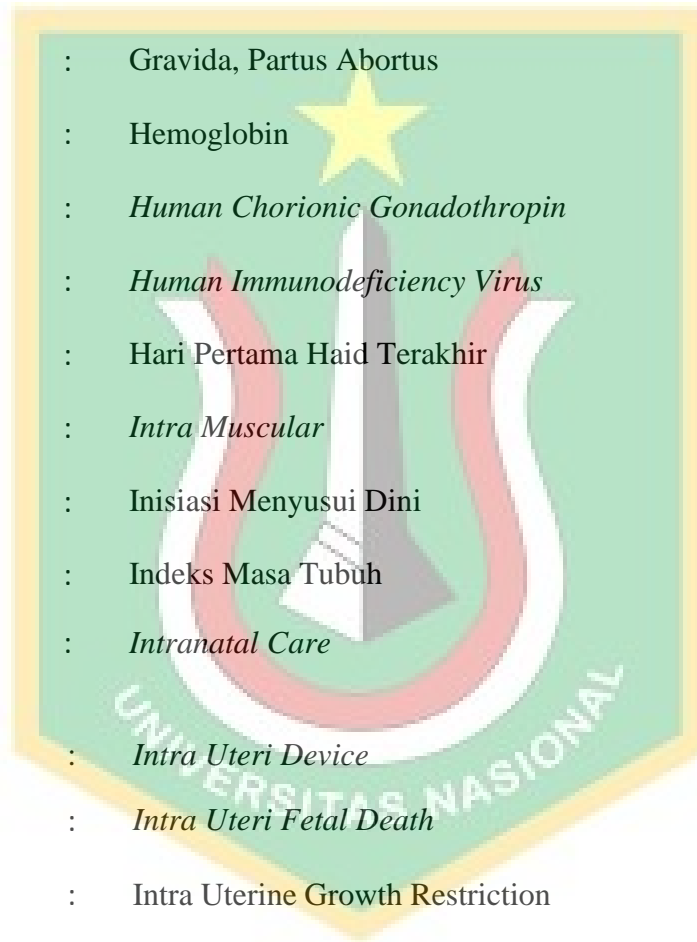 : Gravida, Partus Abortus
: Hemoglobin
: Human Chorionic Gonadothropin
: Human Immunodeficiency Virus
: Hari Pertama Haid Terakhir
: Intra Muscular
: Inisiasi Menyusui Dini
: Indeks Masa Tubuh
: Intranatal Care
: Intra Uteri Device
: Intra Uteri Fetal Death
: Intra Uterine Growth Restriction
UNIVERSITAS NASIONAL